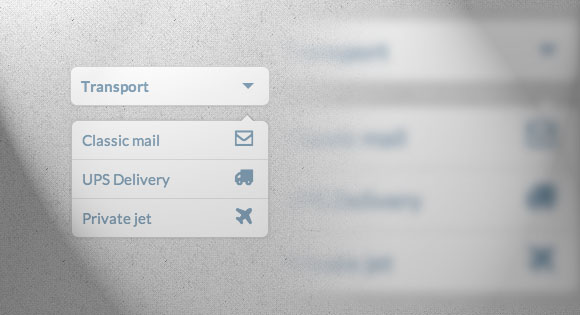 Transport
Classic mail
UPS Delivery
Private jet